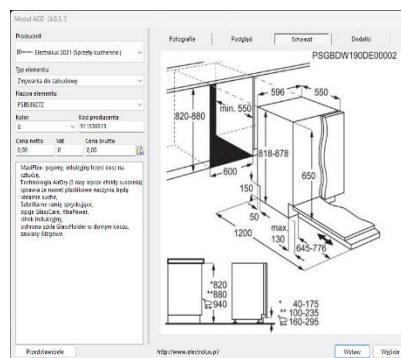 Moduł AGD (4.0.3.1)
Producent
Electrolux 2021 (Sprzęty kuchenne )
Typ elementu
Zmywarka do zabudowy
Nazwa elementu
Kolor
Kod producenta
0
Cena netto
Vat
Cena brutto
0,00
0
0,00
MaxiFlex- pojemny, intuicyjny trzeci kosz na
sztućce,
Technologia AirDry (3 razy lepsze efekty suszenia)
sprawia że nawet plastikowe naczynia będą
idealnie suche,
Satelitarne ramię spryskujące,
opcje GlassCare, XtraPower,
silnik indukcyjny,
ochrona szkła GlassHolder w dolnym koszu,
zawiasy ślizgowe.
Przedstawiciele
Fotografie
Podgląd
Schemat
Dodatki
PSGBDW190DE00002
596
550
min. 550
820-880
818-878
600
650
150
50
1200
max.
130
645-776
*820
**880
940
* 40-175
** 100-235
160-295
http://www.electrolux.pl/
Wstaw
Wyjście